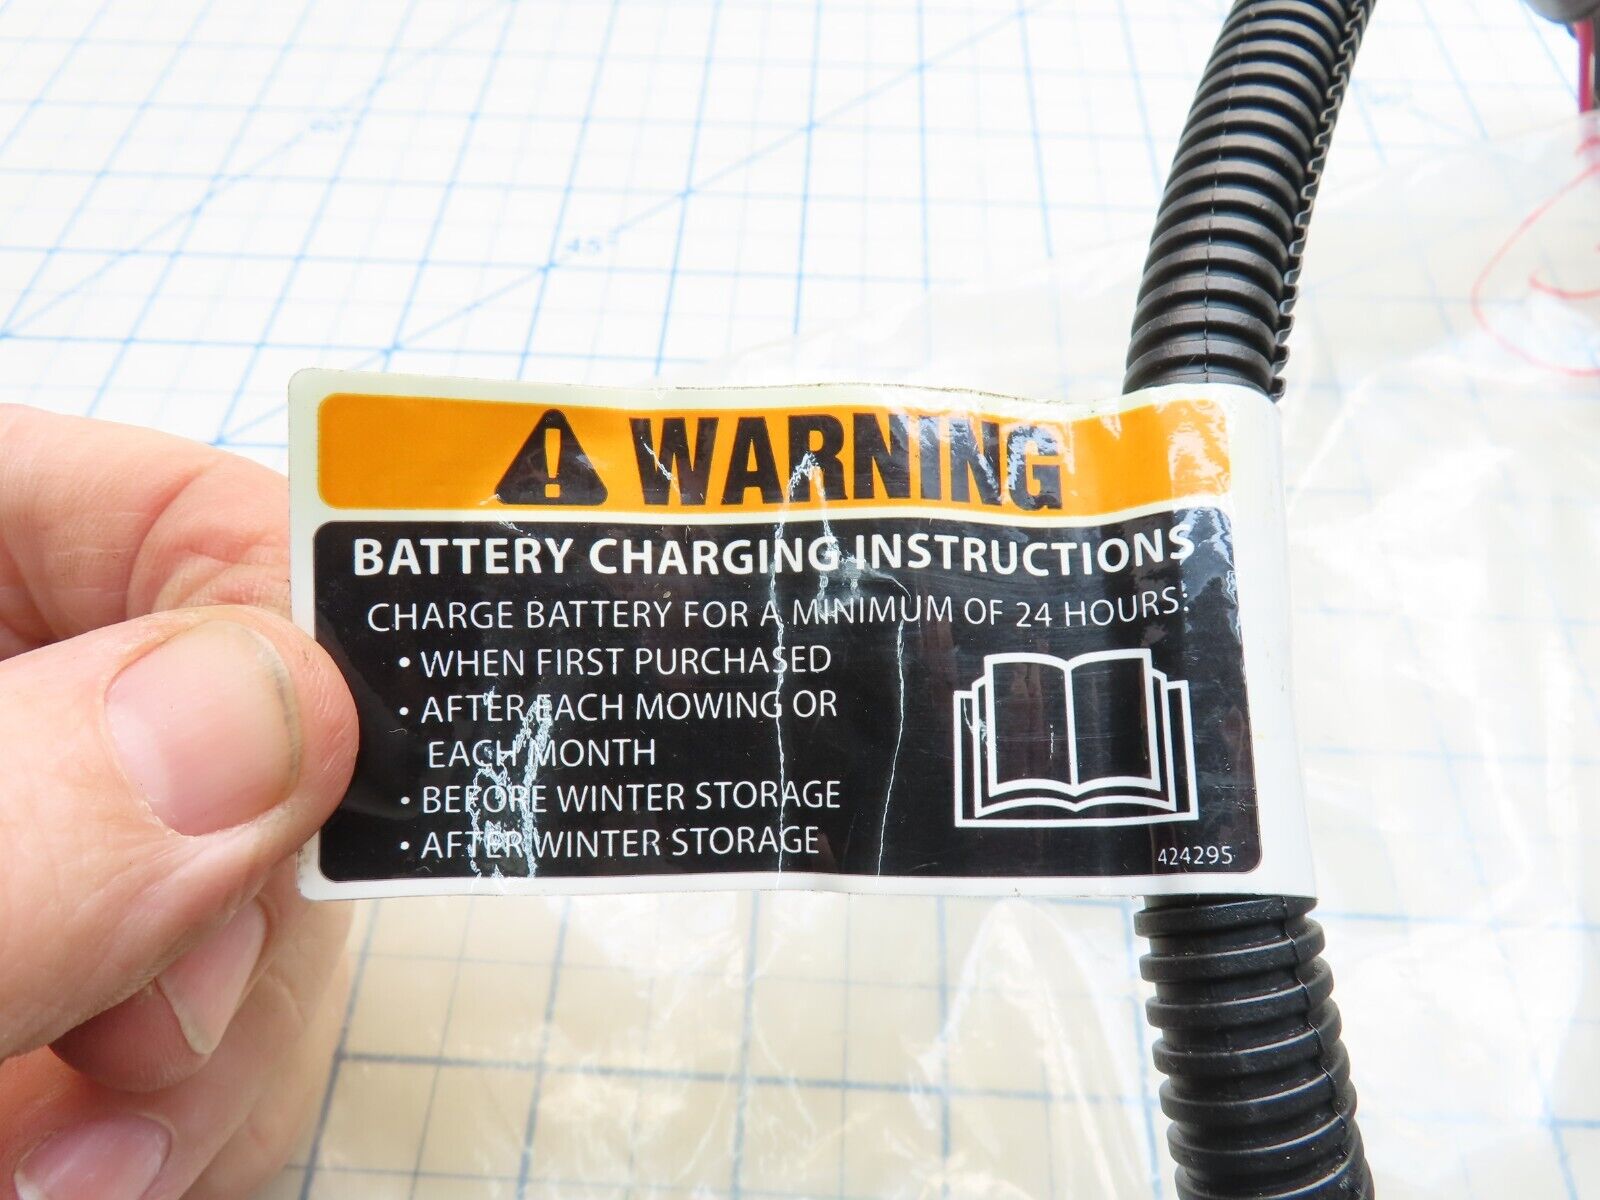 WARNING
BATTERY CHARGING INSTRUCTIONS
CHARGE BATTERY FOR A MINIMUM OF 24 HOURS:
• WHEN FIRST PURCHASED
• AFTER EACH MOWING OR
EACH MONTH
• BEFORE WINTER STORAGE
• AFTER WINTER STORAGE
424295